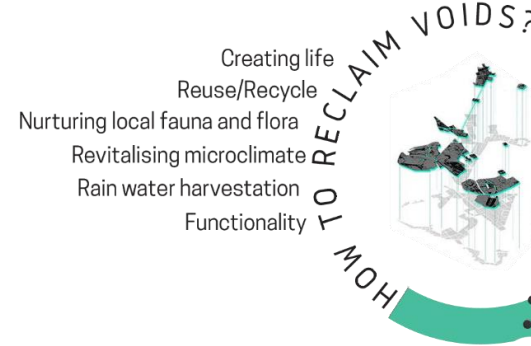 HOW TO RECLAIM VOIDS?
Creating life
Reuse/Recycle
Nurturing local fauna and flora
Revitalising microclimate
Rain water harvestation
Functionality